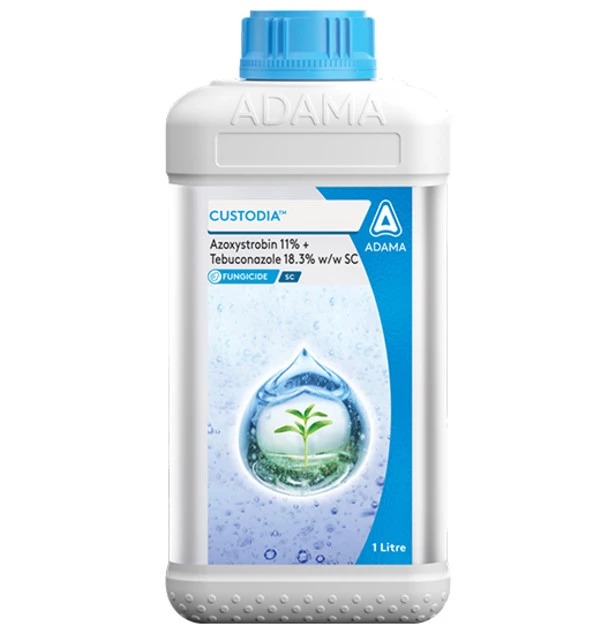 ADAMA
CUSTODIA™
ADAMA
Azoxystrobin 11% +
Tebuconazole 18.3% w/w SC
FUNGICIDE SC
1 Litre